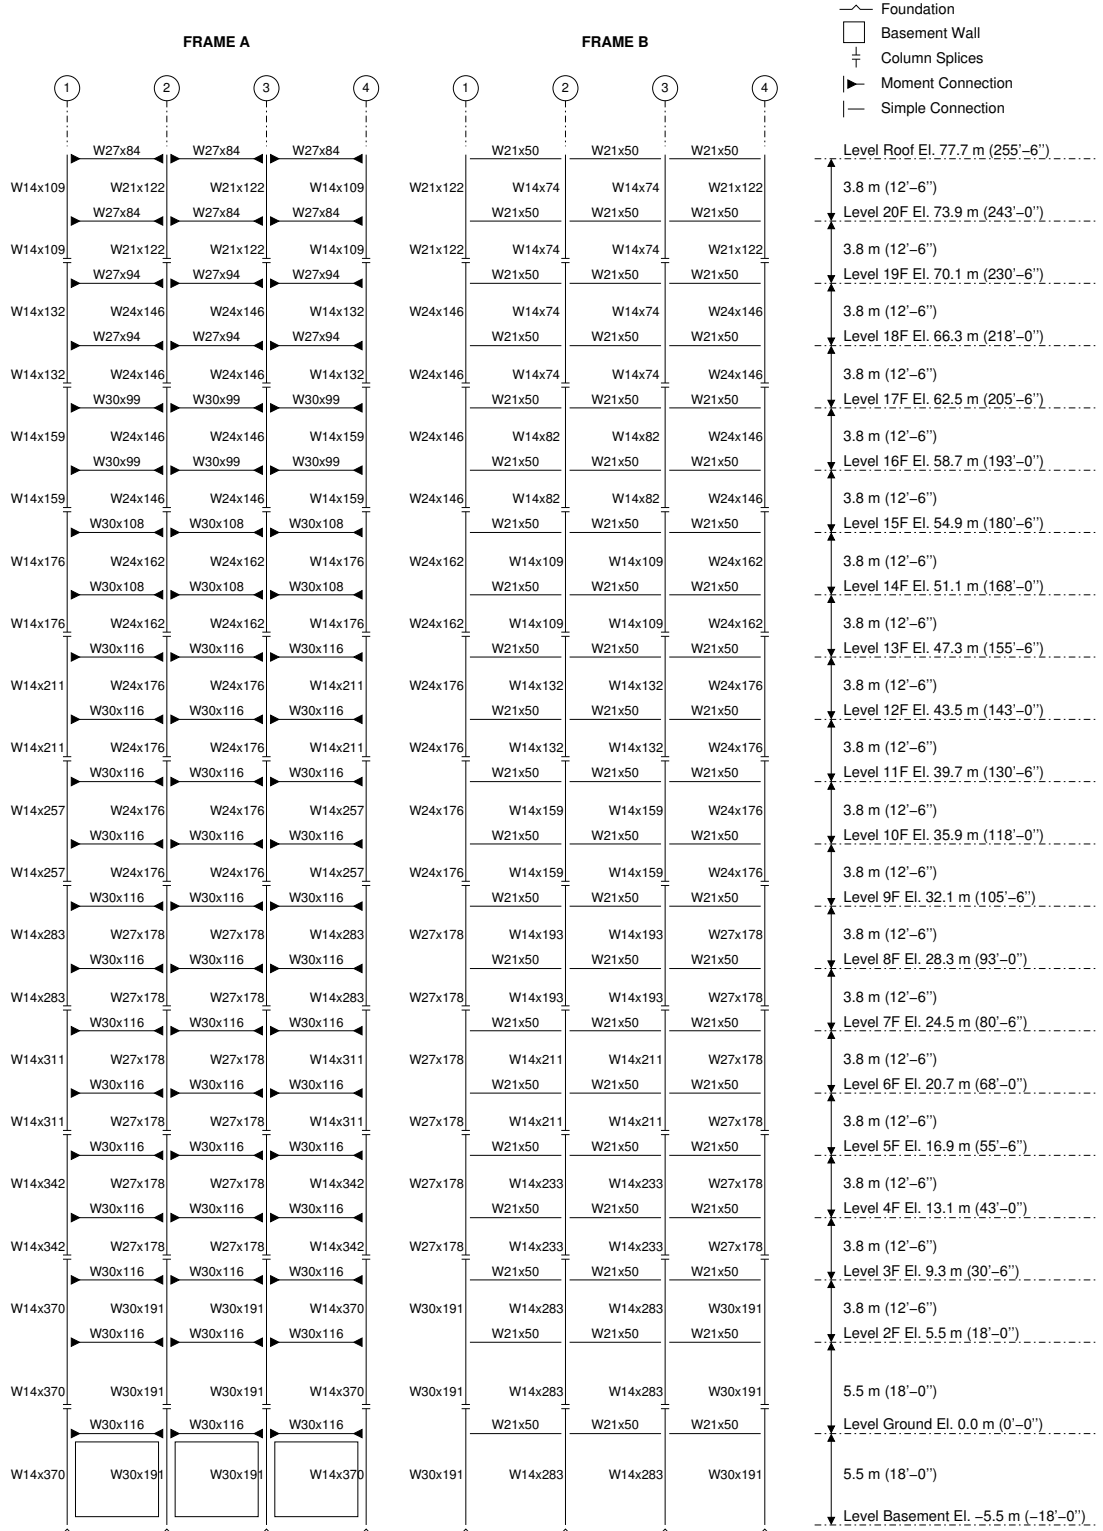 Foundation
Basement Wall
FRAME A FRAME B
Column Splices
1 2 3 4 1 2 3 4 Moment Connection
Simple Connection
W27x84 W27x84 W27x84 W21x50 W21x50 W21x50 Level Roof El. 77.7 m (255'−6'')
W14x109 W21x122 W21x122 W14x109 W21x122 W14x74 W14x74 W21x122 3.8 m (12'−6'')
W27x84 W27x84 W27x84 W21x50 W21x50 W21x50 Level 20F El. 73.9 m (243'−0'')
W14x109 W21x122 W21x122 W14x109 W21x122 W14x74 W14x74 W21x122 3.8 m (12'−6'')
W27x94 W27x94 W27x94 W21x50 W21x50 W21x50 Level 19F El. 70.1 m (230'−6'')
W14x132 W24x146 W24x146 W14x132 W24x146 W14x74 W14x74 W24x146 3.8 m (12'−6'')
W27x94 W27x94 W27x94 W21x50 W21x50 W21x50 Level 18F El. 66.3 m (218'−0'')
W14x132 W24x146 W24x146 W14x132 W24x146 W14x74 W14x74 W24x146 3.8 m (12'−6'')
W30x99 W30x99 W30x99 W21x50 W21x50 W21x50 Level 17F El. 62.5 m (205'−6'')
W14x159 W24x146 W24x146 W14x159 W24x146 W14x82 W14x82 W24x146 3.8 m (12'−6'')
W30x99 W30x99 W30x99 W21x50 W21x50 W21x50 Level 16F El. 58.7 m (193'−0'')
W14x159 W24x146 W24x146 W14x159 W24x146 W14x82 W14x82 W24x146 3.8 m (12'−6'')
W30x108 W30x108 W30x108 W21x50 W21x50 W21x50 Level 15F El. 54.9 m (180'−6'')
W14x176 W24x162 W24x162 W14x176 W24x162 W14x109 W14x109 W24x162 3.8 m (12'−6'')
W30x108 W30x108 W30x108 W21x50 W21x50 W21x50 Level 14F El. 51.1 m (168'−0'')
W14x176 W24x162 W24x162 W14x176 W24x162 W14x109 W14x109 W24x162 3.8 m (12'−6'')
W30x116 W30x116 W30x116 W21x50 W21x50 W21x50 Level 13F El. 47.3 m (155'−6'')
W14x211 W24x176 W24x176 W14x211 W24x176 W14x132 W14x132 W24x176 3.8 m (12'−6'')
W30x116 W30x116 W30x116 W21x50 W21x50 W21x50 Level 12F El. 43.5 m (143'−0'')
W14x211 W24x176 W24x176 W14x211 W24x176 W14x132 W14x132 W24x176 3.8 m (12'−6'')
W30x116 W30x116 W30x116 W21x50 W21x50 W21x50 Level 11F El. 39.7 m (130'−6'')
W14x257 W24x176 W24x176 W14x257 W24x176 W14x159 W14x159 W24x176 3.8 m (12'−6'')
W30x116 W30x116 W30x116 W21x50 W21x50 W21x50 Level 10F El. 35.9 m (118'−0'')
W14x257 W24x176 W24x176 W14x257 W24x176 W14x159 W14x159 W24x176 3.8 m (12'−6'')
W30x116 W30x116 W30x116 W21x50 W21x50 W21x50 Level 9F El. 32.1 m (105'−6'')
W14x283 W27x178 W27x178 W14x283 W27x178 W14x193 W14x193 W27x178 3.8 m (12'−6'')
W30x116 W30x116 W30x116 W21x50 W21x50 W21x50 Level 8F El. 28.3 m (93'−0'')
W14x283 W27x178 W27x178 W14x283 W27x178 W14x193 W14x193 W27x178 3.8 m (12'−6'')
W30x116 W30x116 W30x116 W21x50 W21x50 W21x50 Level 7F El. 24.5 m (80'−6'')
W14x311 W27x178 W27x178 W14x311 W27x178 W14x211 W14x211 W27x178 3.8 m (12'−6'')
W30x116 W30x116 W30x116 W21x50 W21x50 W21x50 Level 6F El. 20.7 m (68'−0'')
W14x311 W27x178 W27x178 W14x311 W27x178 W14x211 W14x211 W27x178 3.8 m (12'−6'')
W30x116 W30x116 W30x116 W21x50 W21x50 W21x50 Level 5F El. 16.9 m (55'−6'')
W14x342 W27x178 W27x178 W14x342 W27x178 W14x233 W14x233 W27x178 3.8 m (12'−6'')
W30x116 W30x116 W30x116 W21x50 W21x50 W21x50 Level 4F El. 13.1 m (43'−0'')
W14x342 W27x178 W27x178 W14x342 W27x178 W14x233 W14x233 W27x178 3.8 m (12'−6'')
W30x116 W30x116 W30x116 W21x50 W21x50 W21x50 Level 3F El. 9.3 m (30'−6'')
W14x370 W30x191 W30x191 W14x370 W30x191 W14x283 W14x283 W30x191 3.8 m (12'−6'')
W30x116 W30x116 W30x116 W21x50 W21x50 W21x50 Level 2F El. 5.5 m (18'−0'')
W14x370 W30x191 W30x191 W14x370 W30x191 W14x283 W14x283 W30x191 5.5 m (18'−0'')
W30x116 W30x116 W30x116 W21x50 W21x50 W21x50 Level Ground El. 0.0 m (0'−0'')
W14x370 W30x191 W30x191 W14x370 W30x191 W14x283 W14x283 W30x191 5.5 m (18'−0'')
Level Basement El. −5.5 m (−18'−0'')